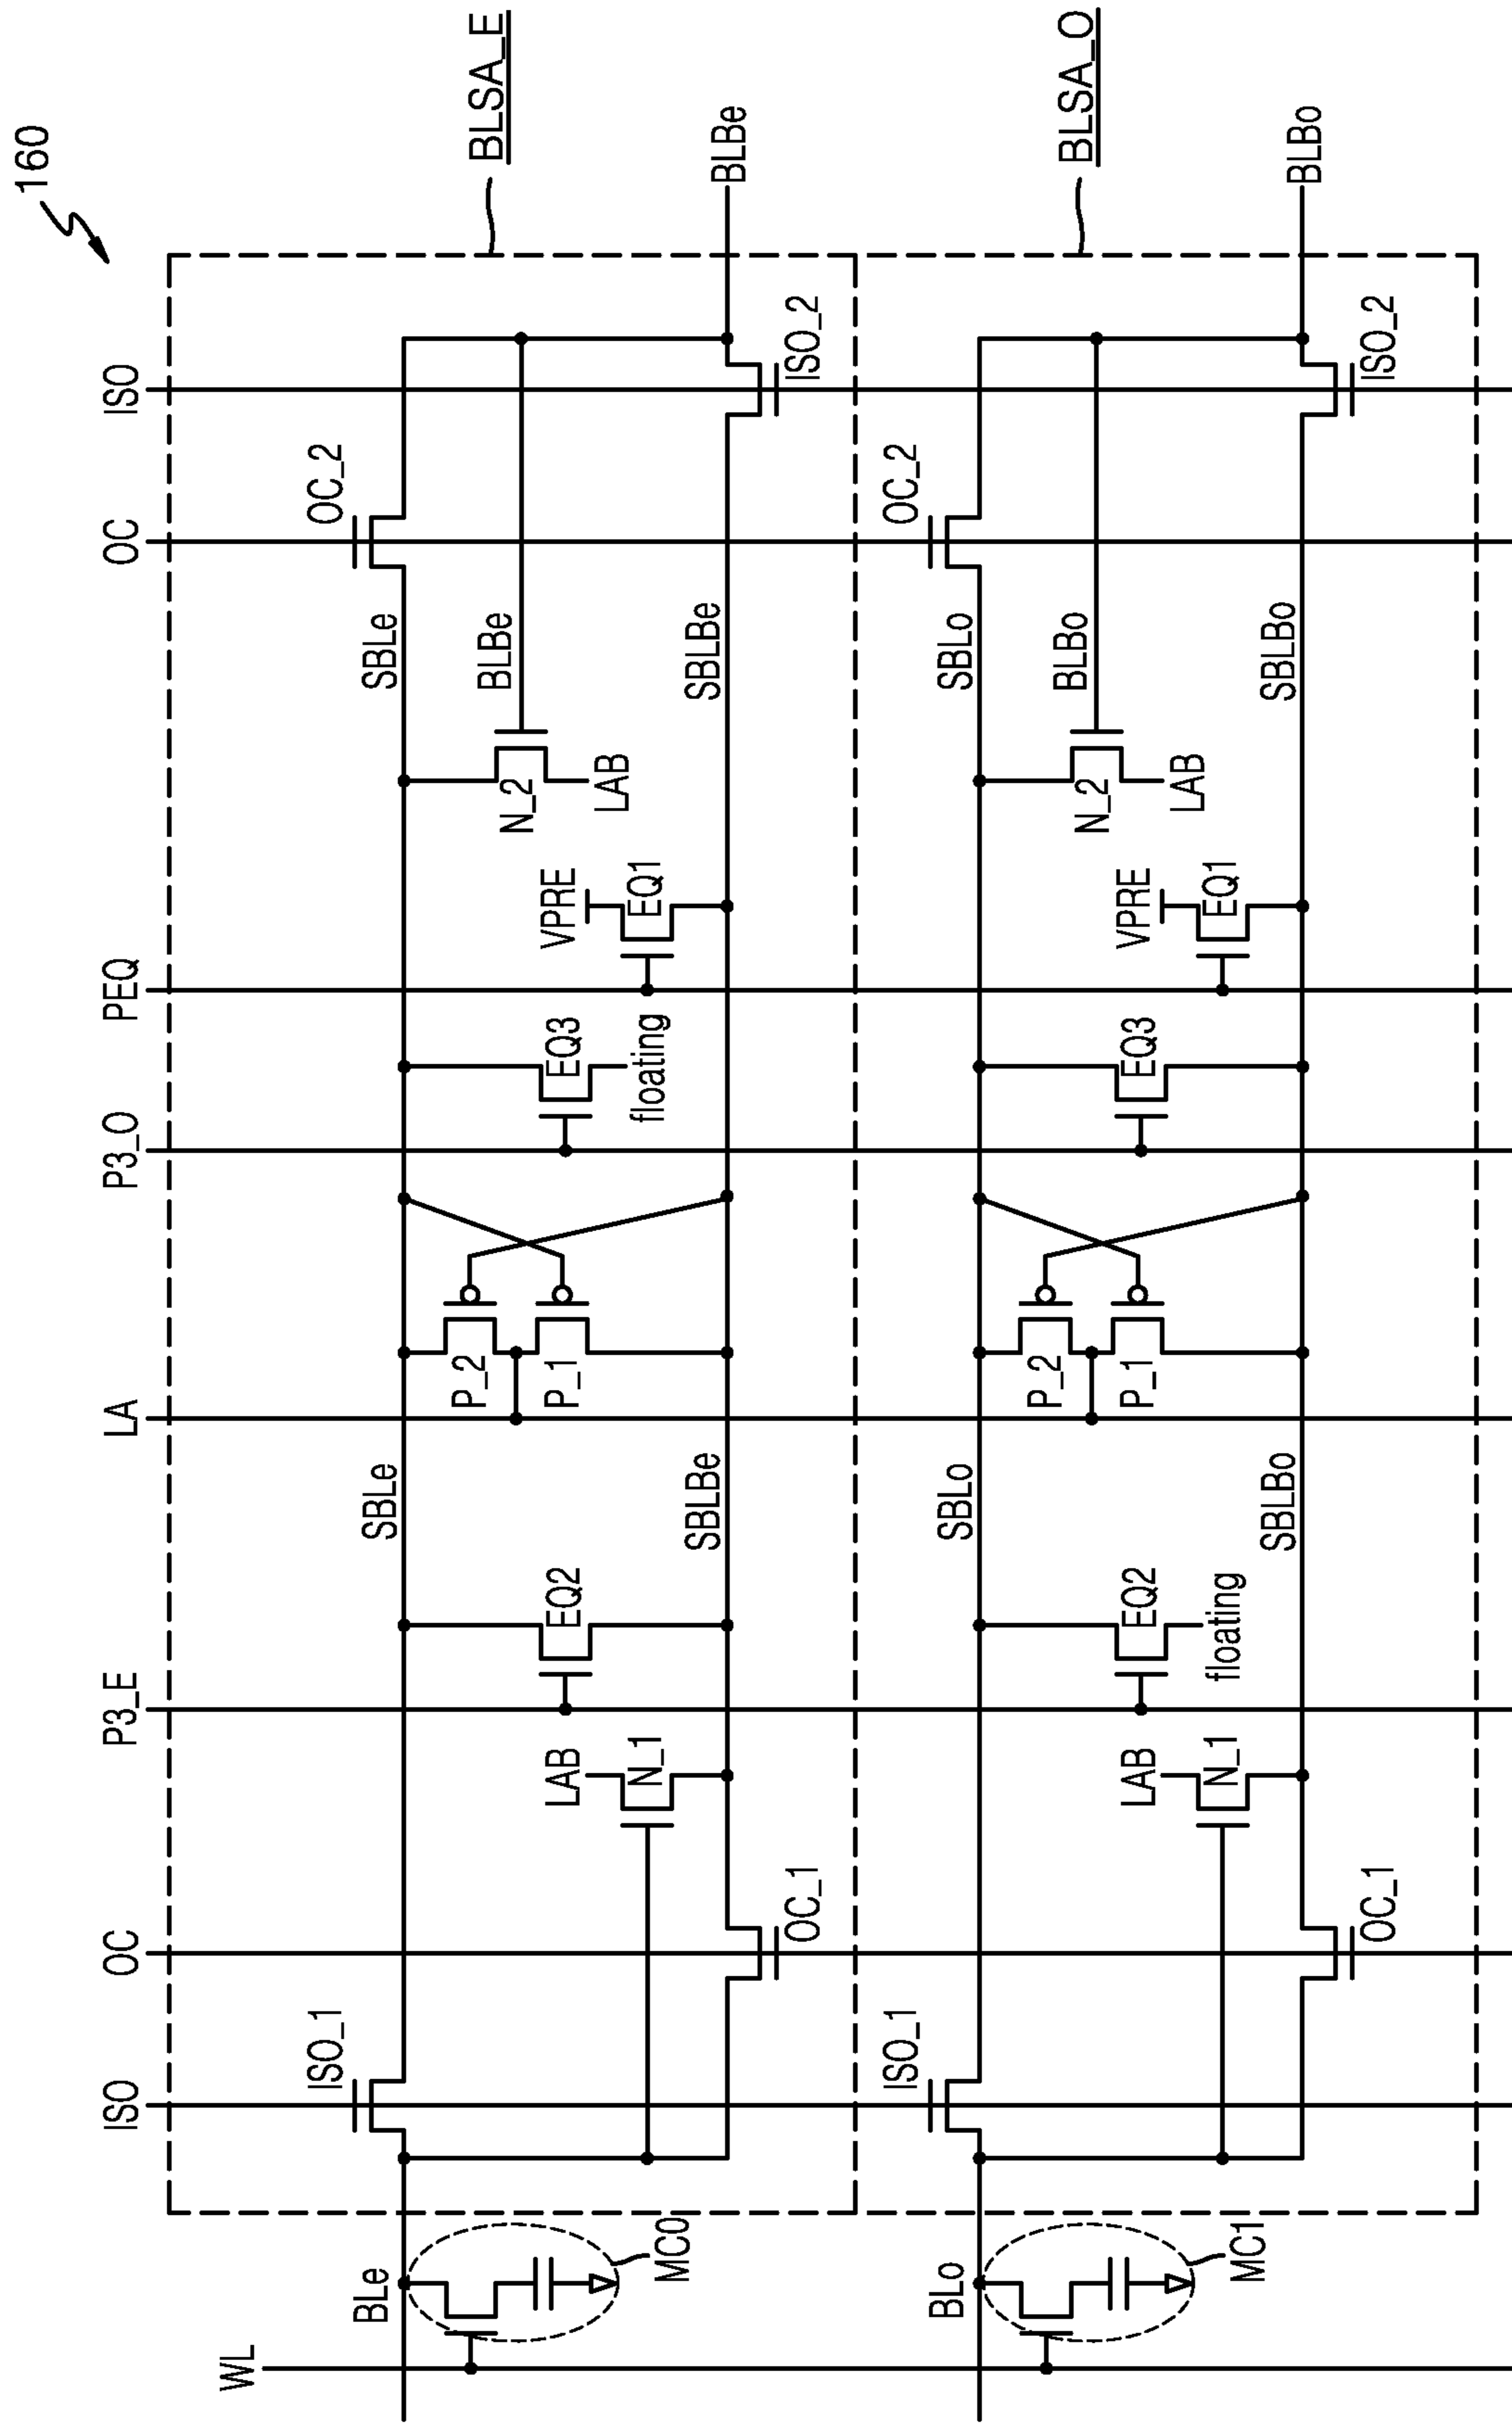 160
WL
ISO
OC
P3_E
LA
P3_O
PEQ
OC
ISO
ISO_1
OC_2
BLSA_E
BLe
SBLe
SBLe
P_2
N_2
BLBe
LAB
EQ2
P_1
EQ3
VPRE
LAB
N_1
floating
EQ1
MC0
SBLBe
SBLBe
BLBe
OC_1
ISO_2
ISO_1
OC_2
BLSA_O
BLo
SBLo
SBLo
P_2
N_2
BLBo
LAB
EQ2
P_1
EQ3
VPRE
LAB
N_1
floating
EQ1
MC1
SBLBo
SBLBo
BLBo
OC_1
ISO_2